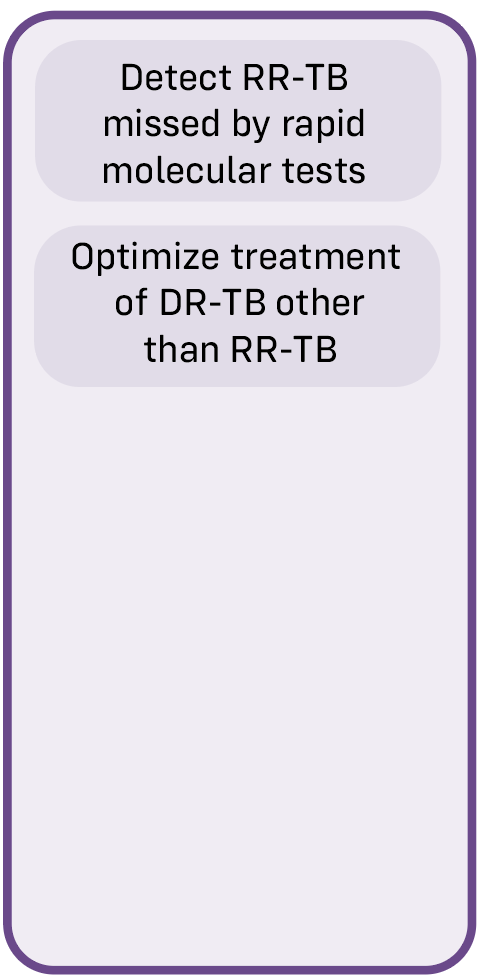 Detect RR-TB
missed by rapid
molecular tests
Optimize treatment
of DR-TB other
than RR-TB